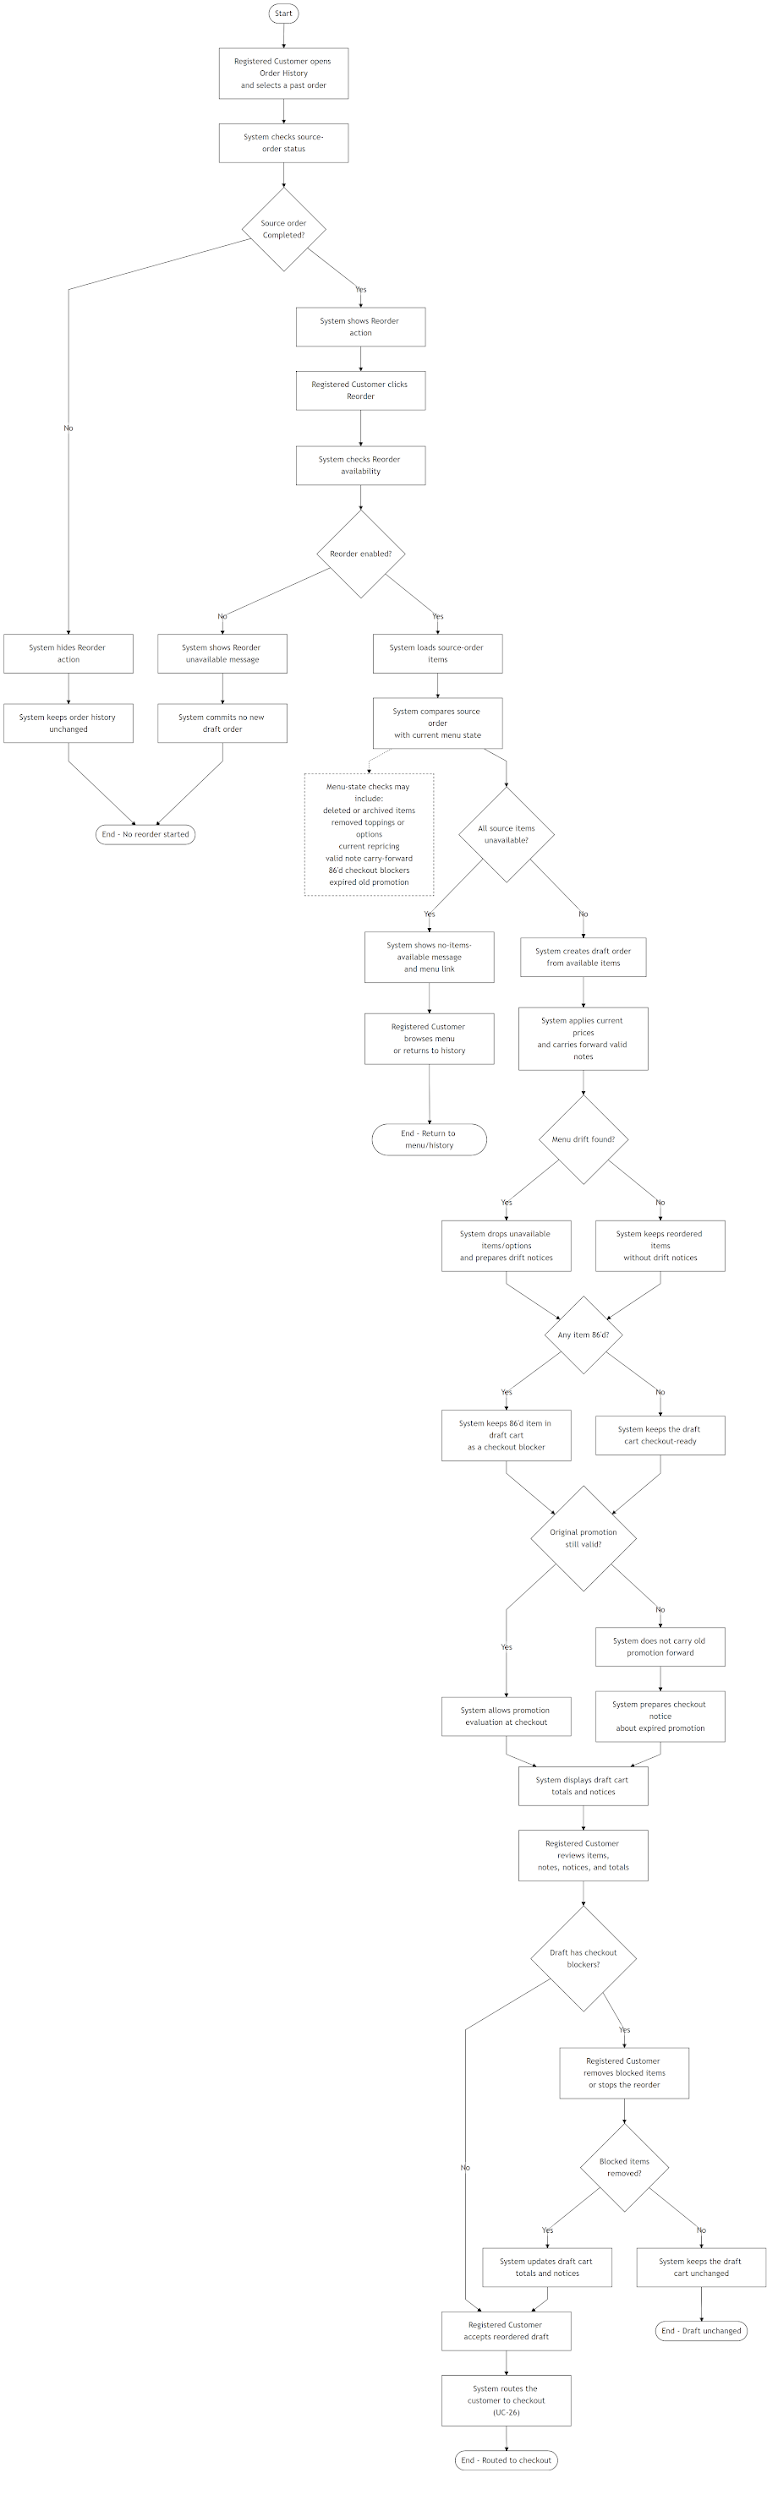 Start
Registered Customer opens
Order History
and selects a past order
System checks source-
order status
Source order
Completed?
Yes
System shows Reorder
action
Registered Customer clicks
Reorder
No
System checks Reorder
availability
Reorder enabled?
No
Yes
System hides Reorder
action
System shows Reorder
unavailable message
System loads source-order
items
System keeps order history
unchanged
System commits no new
draft order
System compares source
order
with current menu state
End - No reorder started
Menu-state checks may
include:
deleted or archived items
removed toppings or
options
current repricing
valid note carry-forward
86'd checkout blockers
expired old promotion
All source items
unavailable?
Yes
No
System shows no-items-
available message
and menu link
System creates draft order
from available items
Registered Customer
browses menu
or returns to history
System applies current
prices
and carries forward valid
notes
End - Return to
menu/history
Menu drift found?
Yes
No
System drops unavailable
items/options
and prepares drift notices
System keeps reordered
items
without drift notices
Any item 86'd?
Yes
No
System keeps 86'd item in
draft cart
as a checkout blocker
System keeps the draft
cart checkout-ready
Original promotion
still valid?
No
Yes
System does not carry old
promotion forward
System allows promotion
evaluation at checkout
System prepares checkout
notice
about expired promotion
System displays draft cart
totals and notices
Registered Customer
reviews items,
notes, notices, and totals
Draft has checkout
blockers?
Yes
Registered Customer
removes blocked items
or stops the reorder
No
Blocked items
removed?
Yes
No
System updates draft cart
totals and notices
System keeps the draft
cart unchanged
Registered Customer
accepts reordered draft
End - Draft unchanged
System routes the
customer to checkout
(UC-26)
End - Routed to checkout